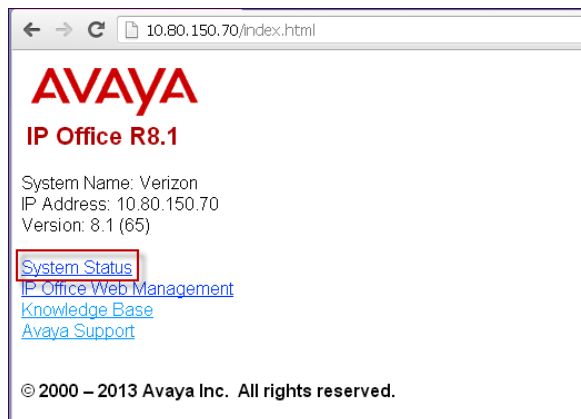 10.80.150.70/index.html
AVAYA
IP Office R8.1
System Name: Verizon
IP Address: 10.80.150.70
Version: 8.1 (65)
System Status
IP Office Web Management
Knowledge Base
Avaya Support
© 2000 – 2013 Avaya Inc. All rights reserved.